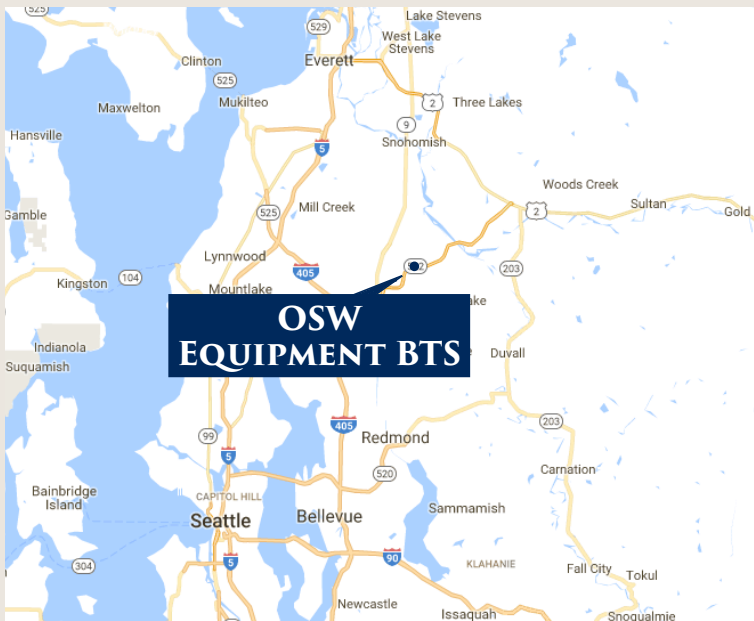 525
Lake Stevens
529
West Lake
Stevens
Clinton
Everett
525
Maxwelton
Mukilteo
2
Three Lakes
9
Hansville
5
Snohomish
Woods Creek
Gamble
525
Mill Creek
2
Sultan
Gold
Lynnwood
104
405
203
Kingston
Mountlake
OSW
Equipment BTS
Indianola
Duvall
Suquamish
99
405
203
5
Redmond
520
Carnation
Bainbridge
Island
CAPITOL HILL
Seattle
Bellevue
Sammamish
304
5
90
KLAHANIE
Fall City
Tokul
Newcastle
Issaquah
Snoqualmie